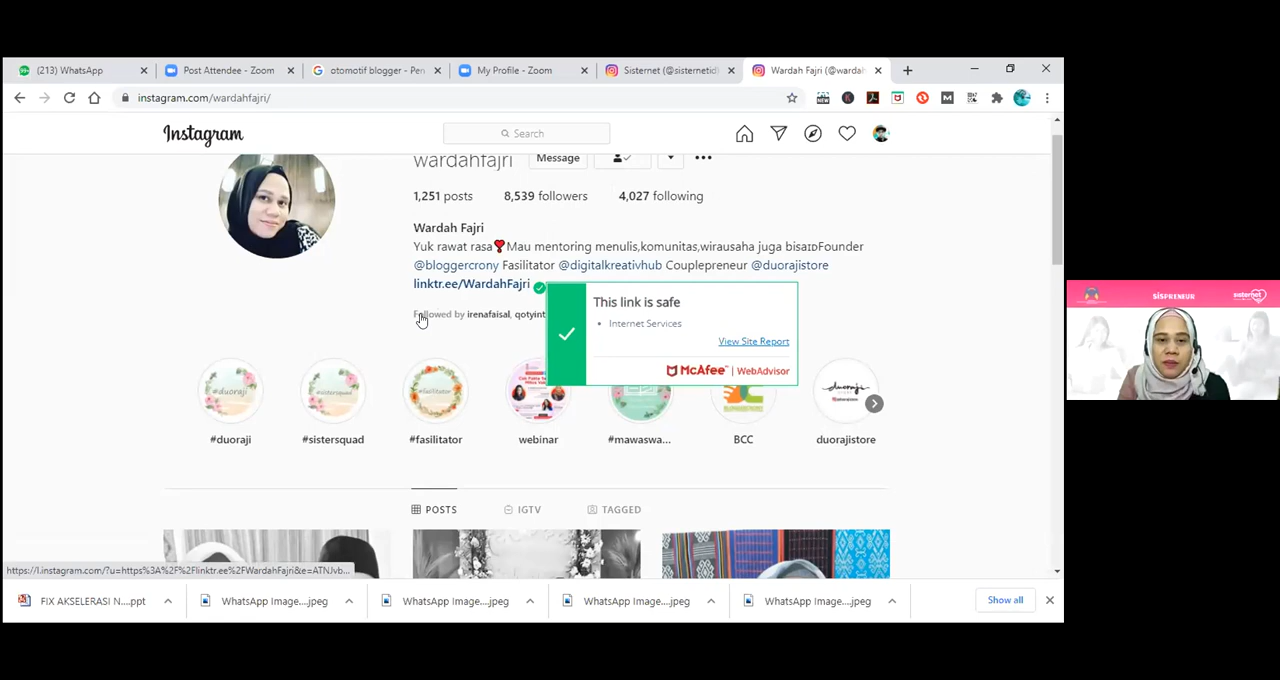 (213) WhatsApp
Post Attendee - Zoom
otomotif blogger - Pen
My Profile - Zoom
Sisternet (@sisternetid
Wardah Fajri (@wardah
instagram.com/wardahfajri/
Instagram
Search
wardahfajri
Message
1,251 posts 8,539 followers 4,027 following
Wardah Fajri
Yuk rawat rasa❣Mau mentoring menulis,komunitas,wirausaha juga bisa Founder
@bloggercrony Fasilitator @digitalkreativhub Couplepreneur @duorajistore
linktr.ee/WardahFajri
Followed by irenafaisal, qotyint
This link is safe
Internet Services
View Site Report
McAfee | WebAdvisor
SISPRENEUR
sisternet
#duoraji
#sistersquad
#fasilitator
webinar
#mawaswa...
BCC
duorajistore
POSTS
IGTV
TAGGED
https://l.instagram.com/?u=https%3A%2F%2Flinktr.ee%2FWardahFajri&e=ATNJvb...
FIX AKSELERASI N....ppt
WhatsApp Image....jpeg
WhatsApp Image....jpeg
WhatsApp Image....jpeg
WhatsApp Image....jpeg
Show all